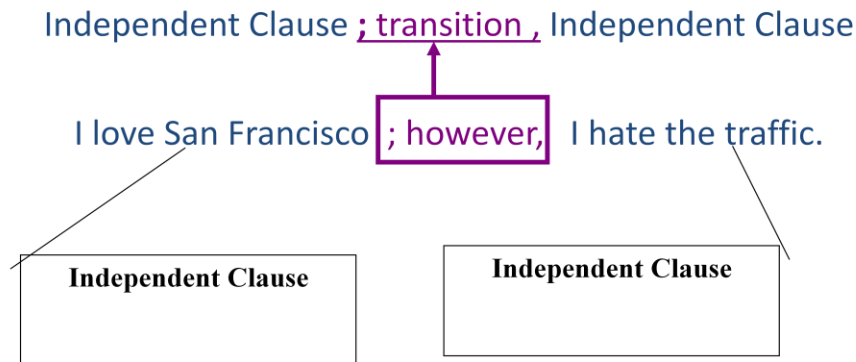 Independent Clause ; transition , Independent Clause
I love San Francisco ; however, I hate the traffic.
Independent Clause
Independent Clause